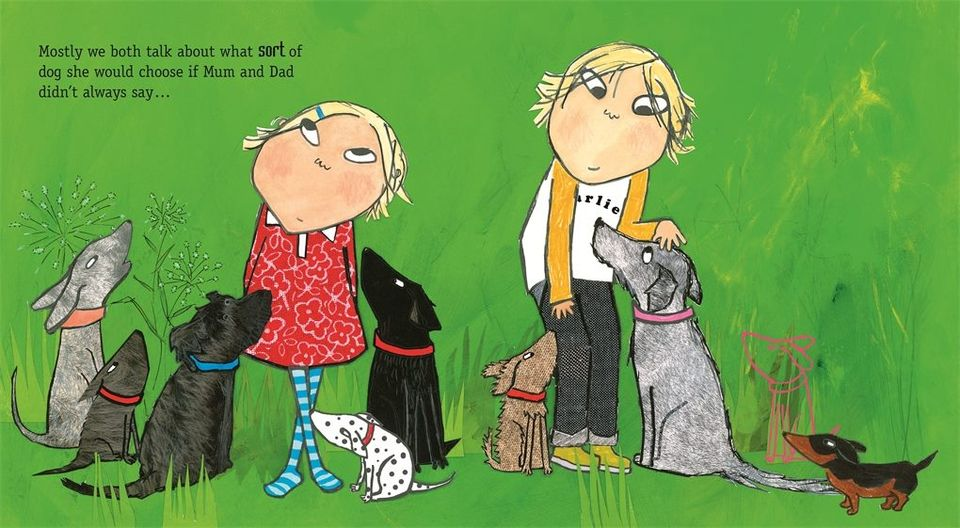 Mostly we both talk about what sort of
dog she would choose if Mum and Dad
didn't always say...
arlie